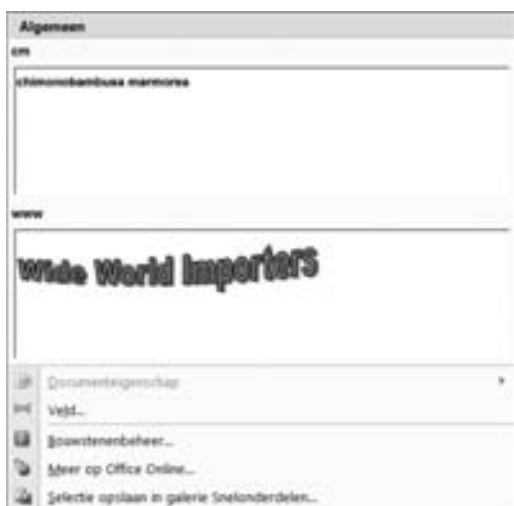 Algemeen
cm
chimonobambusa marmorea
www
Wide World Importers
Documenteigenschap
Veld...
Bouwstenenbeheer...
Meer op Office Online...
Selectie opslaan in galerie Snelonderdelen...